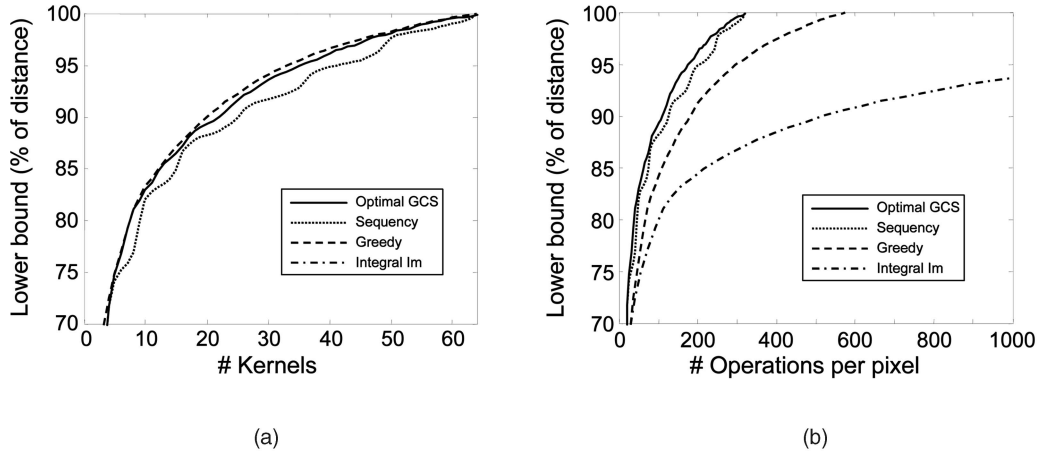 100
95
90
85
80
75
70
Lower bound (% of distance)
Optimal GCS
Sequency
Greedy
Integral Im
0 10 20 30 40 50 60
# Kernels
(a)
100
95
90
85
80
75
70
Lower bound (% of distance)
Optimal GCS
Sequency
Greedy
Integral Im
0 200 400 600 800 1000
# Operations per pixel
(b)